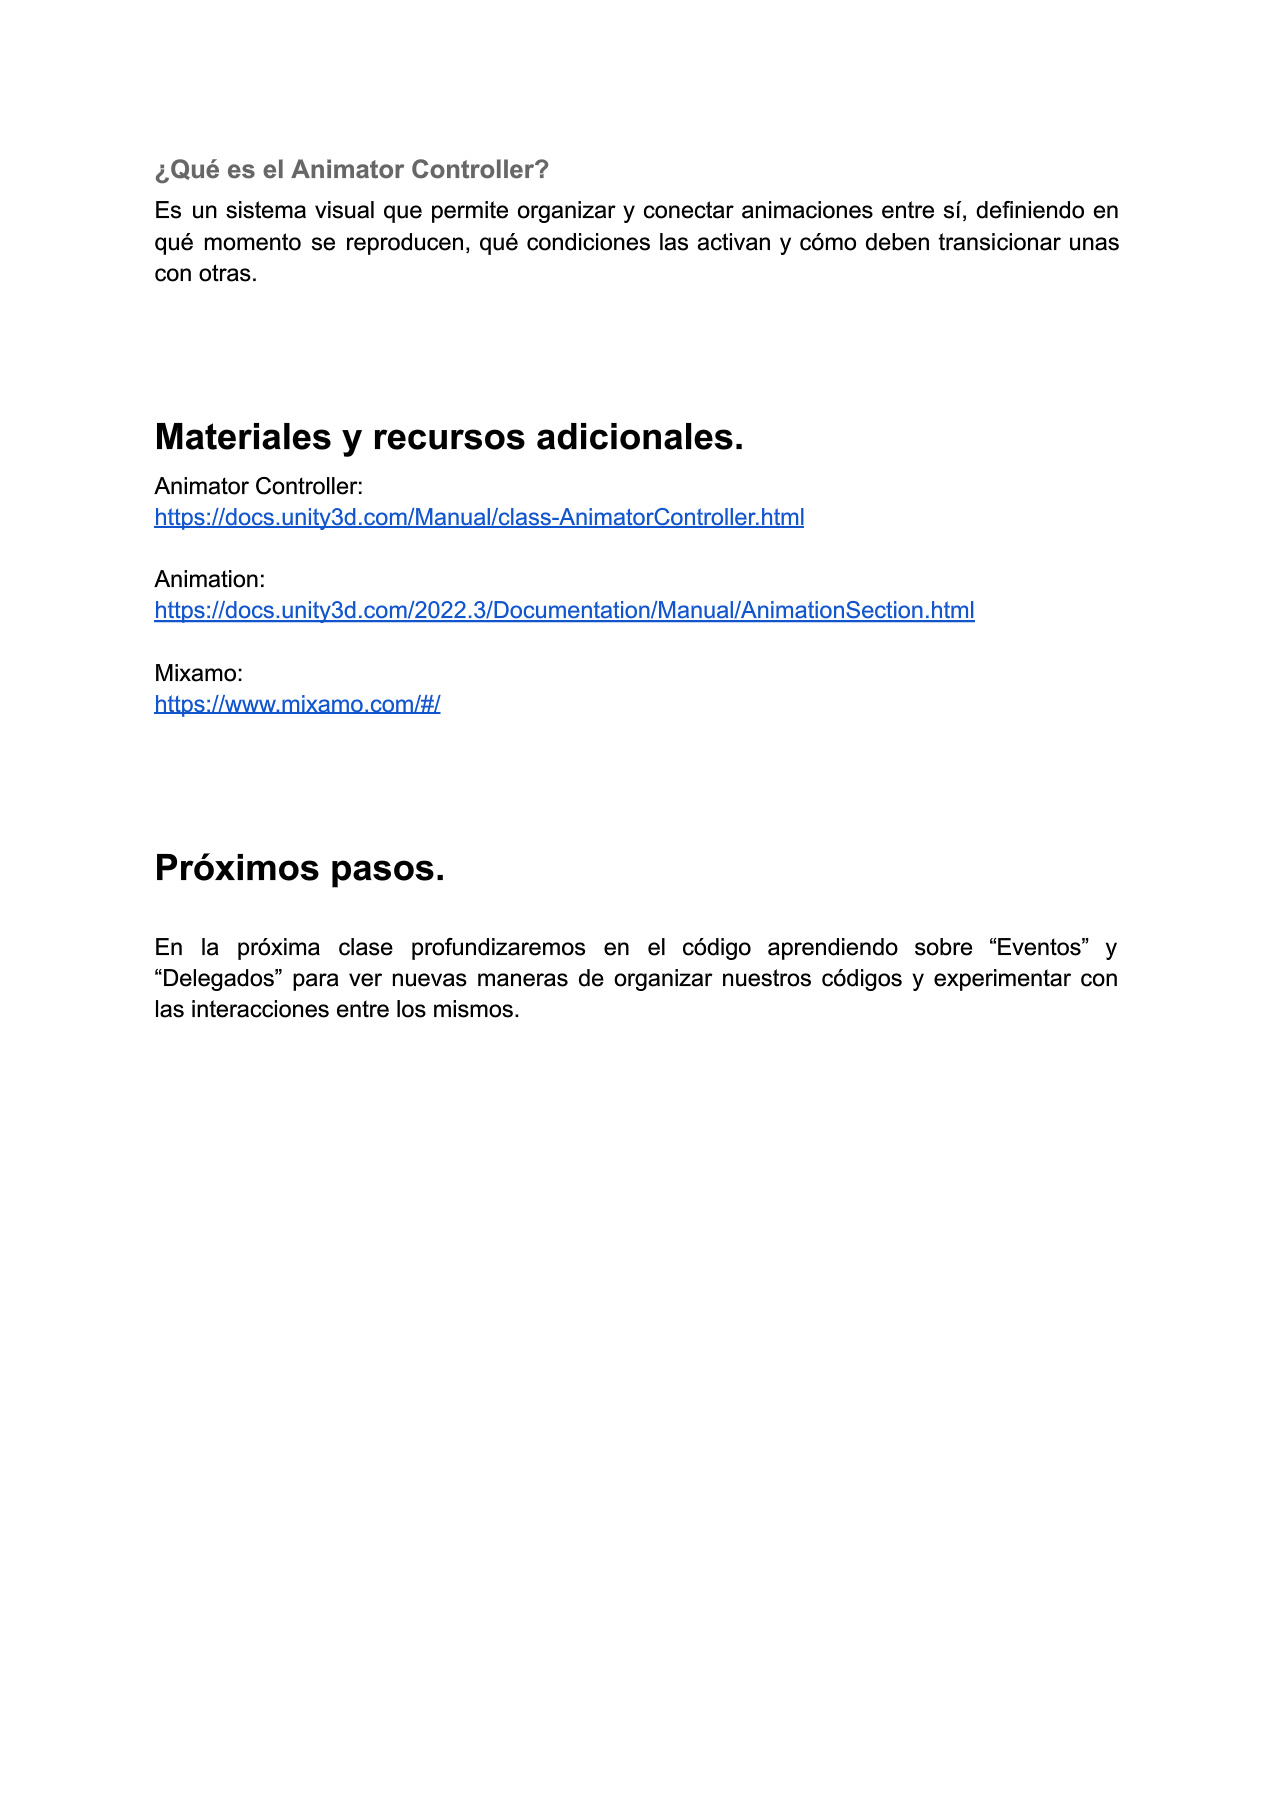 ¿Qué es el Animator Controller?
Es un sistema visual que permite organizar y conectar animaciones entre sí, definiendo en
qué momento se reproducen, qué condiciones las activan y cómo deben transicionar unas
con otras.
Materiales y recursos adicionales.
Animator Controller:
https://docs.unity3d.com/Manual/class-AnimatorController.html
Animation:
https://docs.unity3d.com/2022.3/Documentation/Manual/AnimationSection.html
Mixamo:
https://www.mixamo.com/#/
Próximos pasos.
En la próxima clase profundizaremos en el código aprendiendo sobre “Eventos” y
“Delegados” para ver nuevas maneras de organizar nuestros códigos y experimentar con
las interacciones entre los mismos.